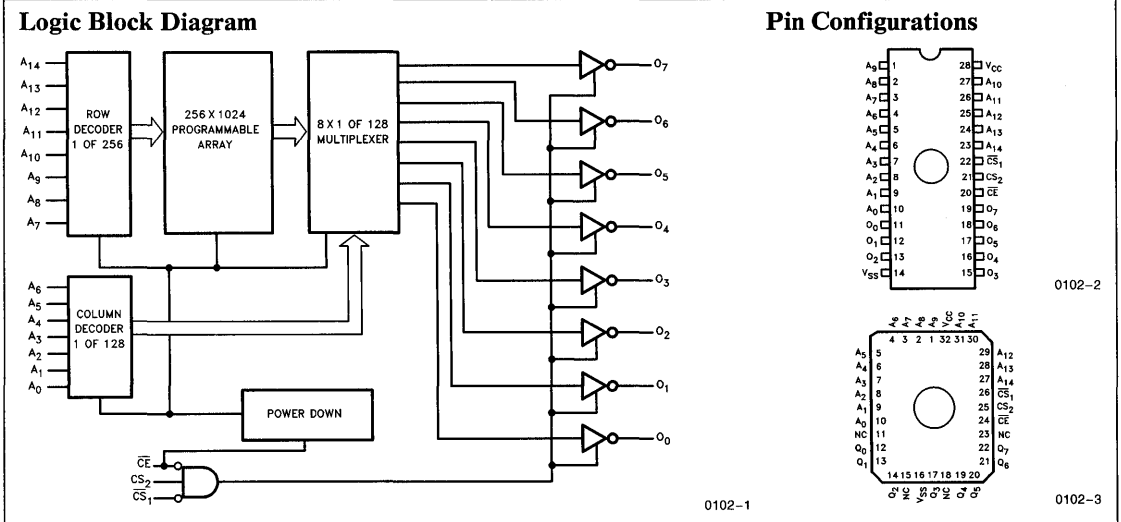 Logic Block Diagram
A14
A13
A12
A11
A10
A9
A8
A7
ROW
DECODER
1 OF 256
256 X 1024
PROGRAMMABLE
ARRAY
8 X 1 OF 128
MULTIPLEXER
O7
O6
O5
O4
O3
O2
O1
O0
A6
A5
A4
A3
A2
A1
A0
COLUMN
DECODER
1 OF 128
POWER DOWN
C̅E̅
CS2
C̅S̅1
0102-1
Pin Configurations
A9 1 28 VCC
A8 2 27 A10
A7 3 26 A11
A6 4 25 A12
A5 5 24 A13
A4 6 23 A14
A3 7 22 C̅S̅1
A2 8 21 CS2
A1 9 20 C̅E̅
A0 10 19 O7
O0 11 18 O6
O1 12 17 O5
O2 13 16 O4
VSS 14 15 O3
0102-2
A6 A7 A8 A9 VCC A10 A11
4 3 2 1 32 31 30
A5 5 29 A12
A4 6 28 A13
A3 7 27 A14
A2 8 26 C̅S̅1
A1 9 25 CS2
A0 10 24 C̅E̅
NC 11 23 NC
Q0 12 22 Q7
Q1 13 21 Q6
14 15 16 17 18 19 20
Q2 NC VSS Q3 NC Q4 Q5
0102-3